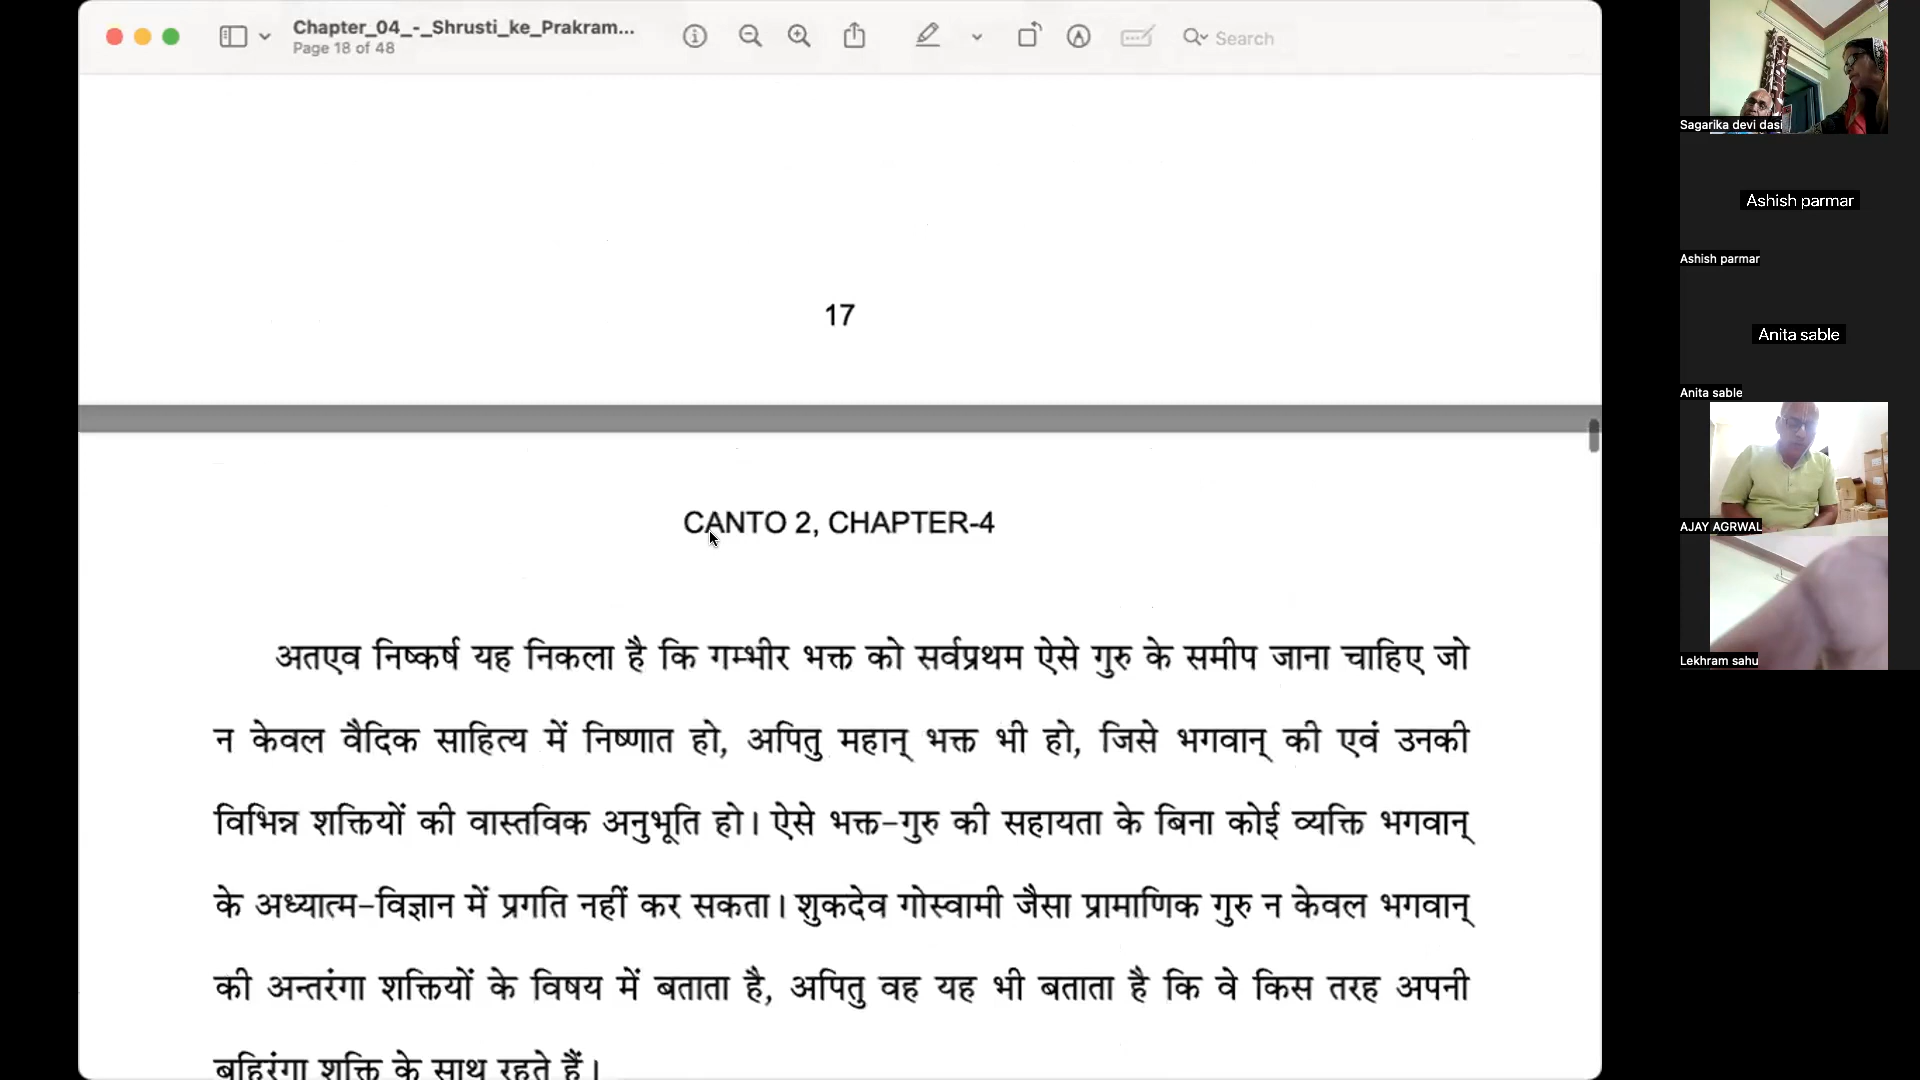 Chapter_04_-_Shrusti_ke_Prakram...
Page 18 of 48
Search
17
CANTO 2, CHAPTER-4
अतएव निष्कर्ष यह निकला है कि गम्भीर भक्त को सर्वप्रथम ऐसे गुरु के समीप जाना चाहिए जो
न केवल वैदिक साहित्य में निष्णात हो, अपितु महान् भक्त भी हो, जिसे भगवान् की एवं उनकी
विभिन्न शक्तियों की वास्तविक अनुभूति हो। ऐसे भक्त-गुरु की सहायता के बिना कोई व्यक्ति भगवान्
के अध्यात्म-विज्ञान में प्रगति नहीं कर सकता। शुकदेव गोस्वामी जैसा प्रामाणिक गुरु न केवल भगवान्
की अन्तरंगा शक्तियों के विषय में बताता है, अपितु वह यह भी बताता है कि वे किस तरह अपनी
बहिरंगा शक्ति के साथ रहते हैं।
Sagarika devi dasi
Ashish parmar
Ashish parmar
Anita sable
Anita sable
AJAY AGRWAL
Lekhram sahu